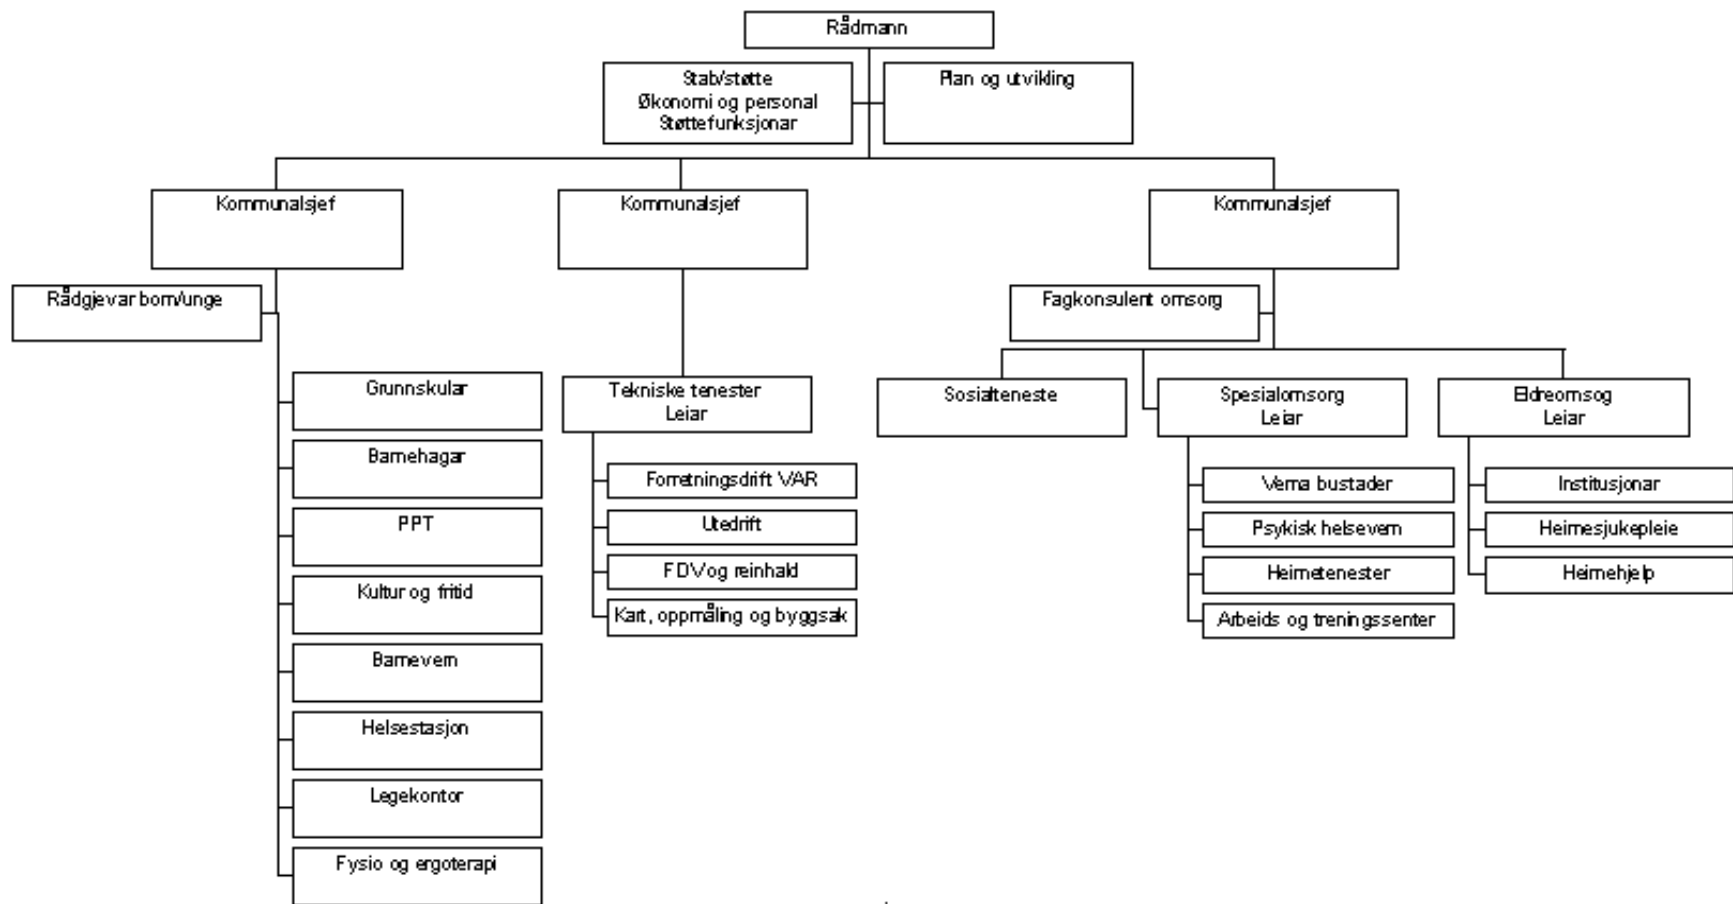 Rådmann
Stab/støtte
Økonomi og personal
Støttefunksjonar
Plan og utvikling
Kommunalsjef
Kommunalsjef
Kommunalsjef
Rådgjevar born/unge
Fagkonsulent omsorg
Grunnskular
Barnehagar
PPT
Kultur og fritid
Barnevern
Helsestasjon
Legekontor
Fysio og ergoterapi
Tekniske tenester
Leiar
Forretningsdrift VAR
Utedrift
FDV og reinhald
Kart, oppmåling og byggsak
Sosialteneste
Spesialomsorg
Leiar
Verna bustader
Psykisk helsevern
Heimetenester
Arbeids og treningssenter
Eldreomsog
Leiar
Institusjonar
Heimesjukepleie
Heimehjelp